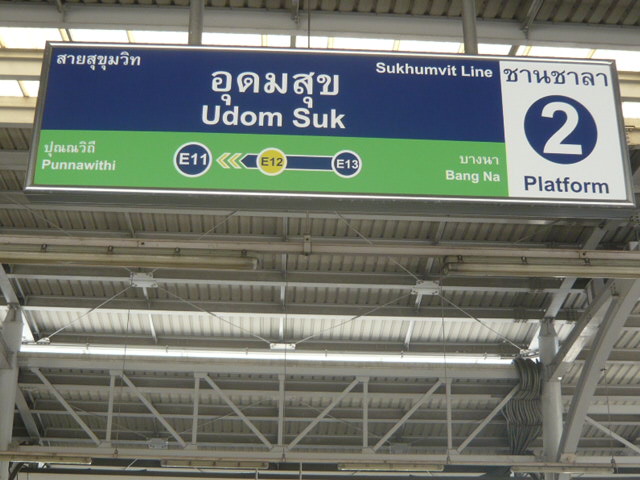 สายสุขุมวิท
อุดมสุข
Udom Suk
Sukhumvit Line
ปุณณวิถี
Punnawithi
E11
E12
E13
บางนา
Bang Na
ชานชาลา
2
Platform